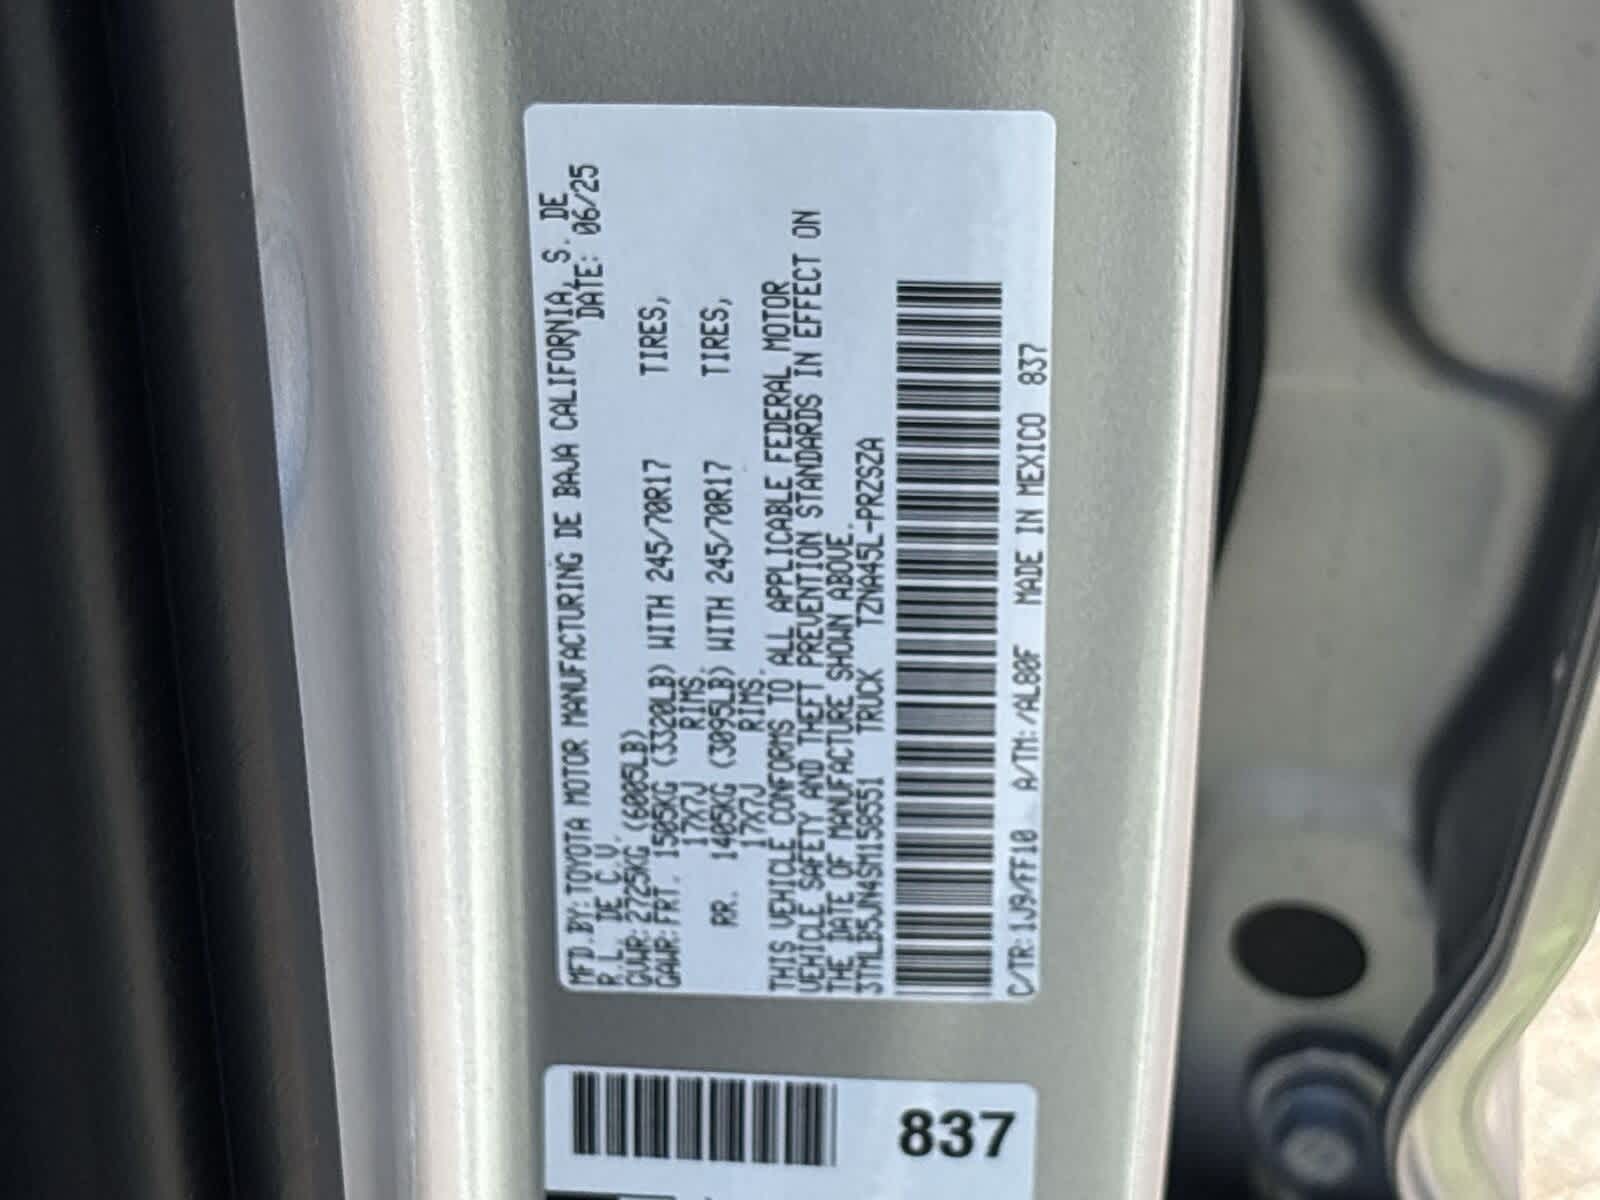 MFD.BY:TOYOTA MOTOR MANUFACTURING DE BAJA CALIFORNIA, S. DE
R.L. DE C.V. DATE: 06/25
GVWR:2725KG (6005LB)
GAWR:FRT. 1505KG (3320LB) WITH 245/70R17 TIRES,
17X7J RIMS.
RR. 1405KG (3095LB) WITH 245/70R17 TIRES,
17X7J RIMS.
THIS VEHICLE CONFORMS TO ALL APPLICABLE FEDERAL MOTOR
VEHICLE SAFETY AND THEFT PREVENTION STANDARDS IN EFFECT ON
THE DATE OF MANUFACTURE SHOWN ABOVE.
3TMLB5JN4SM158551 TRUCK TZNA45L-PRZSZA
C/TR:1J9/FF10 A/TM:/AL80F MADE IN MEXICO 837
837